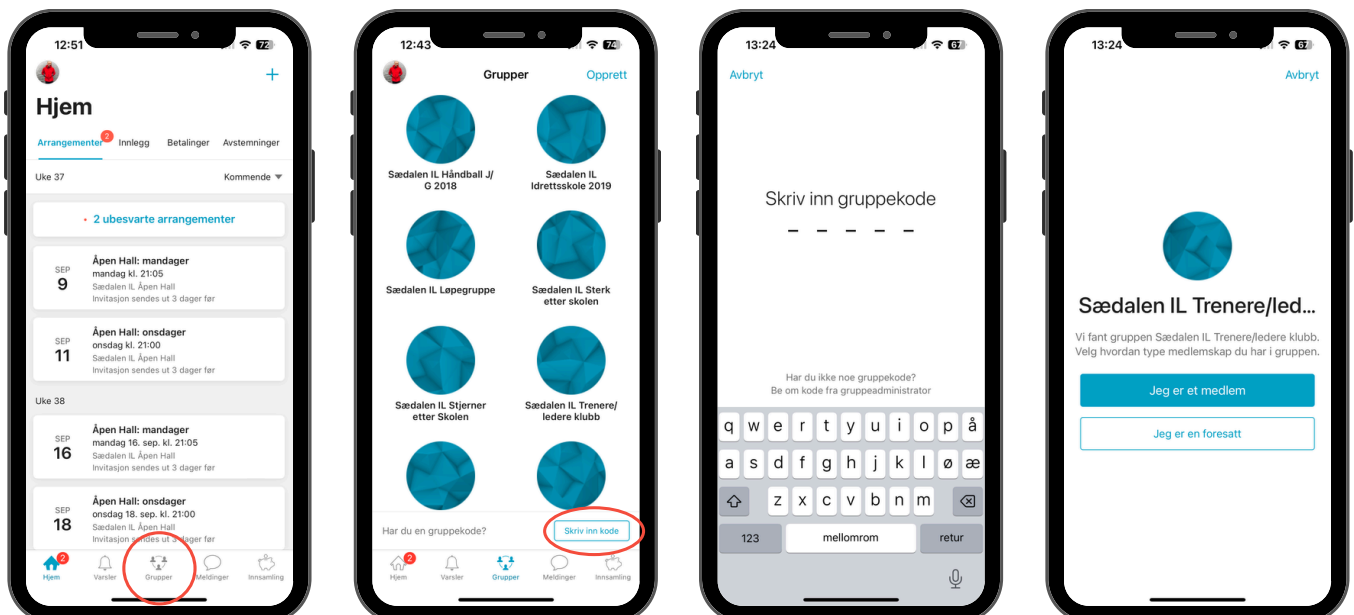 12:51
72
Hjem
Arrangementer 2
Innlegg
Betalinger
Avstemninger
Uke 37
Kommende
2 ubesvarte arrangementer
SEP
9
Åpen Hall: mandager
mandag kl. 21:05
Sædalen IL Åpen Hall
Invitasjon sendes ut 3 dager før
SEP
11
Åpen Hall: onsdager
onsdag kl. 21:00
Sædalen IL Åpen Hall
Invitasjon sendes ut 3 dager før
Uke 38
SEP
16
Åpen Hall: mandager
mandag 16. sep. kl. 21:05
Sædalen IL Åpen Hall
Invitasjon sendes ut 3 dager før
SEP
18
Åpen Hall: onsdager
onsdag 18. sep. kl. 21:00
Sædalen IL Åpen Hall
Invitasjon sendes ut 3 dager før
2
Hjem
Varsler
Grupper
Meldinger
Innsamling
12:43
74
Grupper
Opprett
Sædalen IL Håndball J/
G 2018
Sædalen IL
Idrettsskole 2019
Sædalen IL Løpegruppe
Sædalen IL Sterk
etter skolen
Sædalen IL Stjerner
etter Skolen
Sædalen IL Trenere/
ledere klubb
Har du en gruppekode?
Skriv inn kode
2
Hjem
Varsler
Grupper
Meldinger
Innsamling
13:24
67
Avbryt
Skriv inn gruppekode
Har du ikke noe gruppekode?
Be om kode fra gruppeadministrator
q w e r t y u i o p å
a s d f g h j k l ø æ
z x c v b n m
123
mellomrom
retur
13:24
67
Avbryt
Sædalen IL Trenere/led...
Vi fant gruppen Sædalen IL Trenere/ledere klubb.
Velg hvordan type medlemskap du har i gruppen.
Jeg er et medlem
Jeg er en foresatt